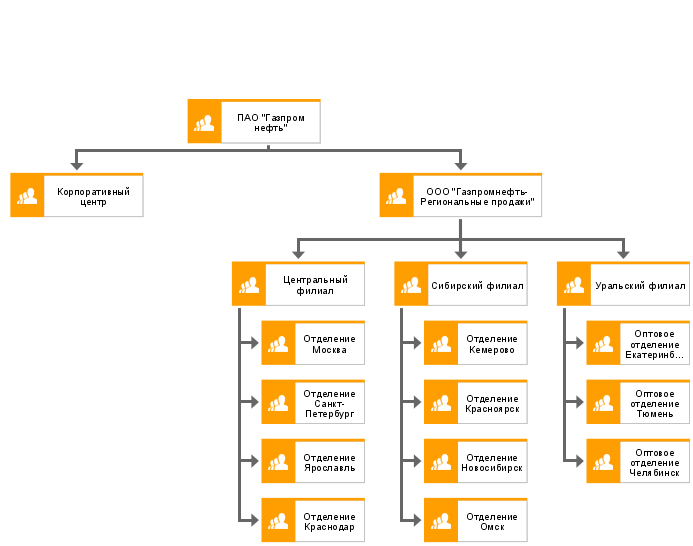 ПАО "Газпром
нефть"
Корпоративный
центр
ООО "Газпромнефть-
Региональные продажи"
Центральный
филиал
Сибирский филиал
Уральский филиал
Отделение
Москва
Отделение
Кемерово
Оптовое
отделение
Екатеринб...
Отделение
Санкт-
Петербург
Отделение
Красноярск
Оптовое
отделение
Тюмень
Отделение
Ярославль
Отделение
Новосибирск
Оптовое
отделение
Челябинск
Отделение
Краснодар
Отделение
Омск